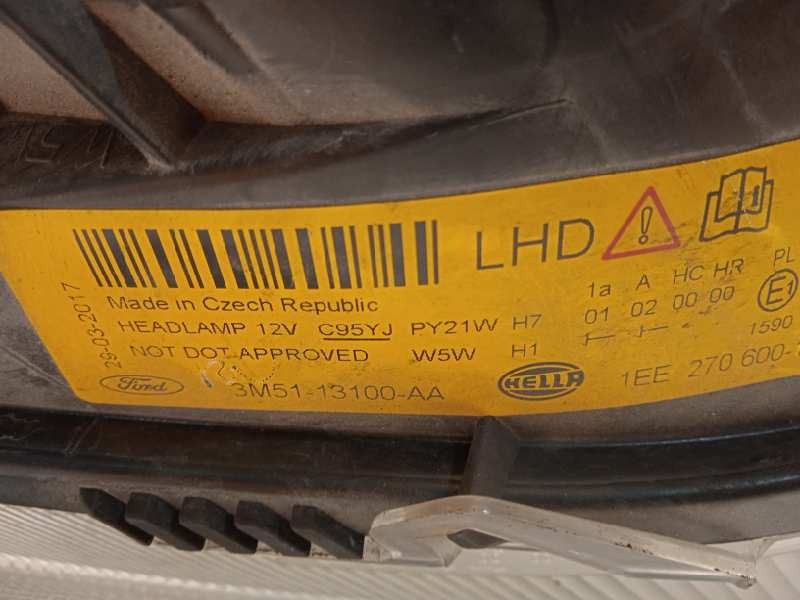 LHD
Made in Czech Republic
29-03-2017
HEADLAMP 12V C95YJ PY21W H7
NOT DOT APPROVED W5W H1
1a A HC HR PL
01 02 00 00 E1
1590
Ford 3M51-13100-AA HELLA 1EE 270 600-